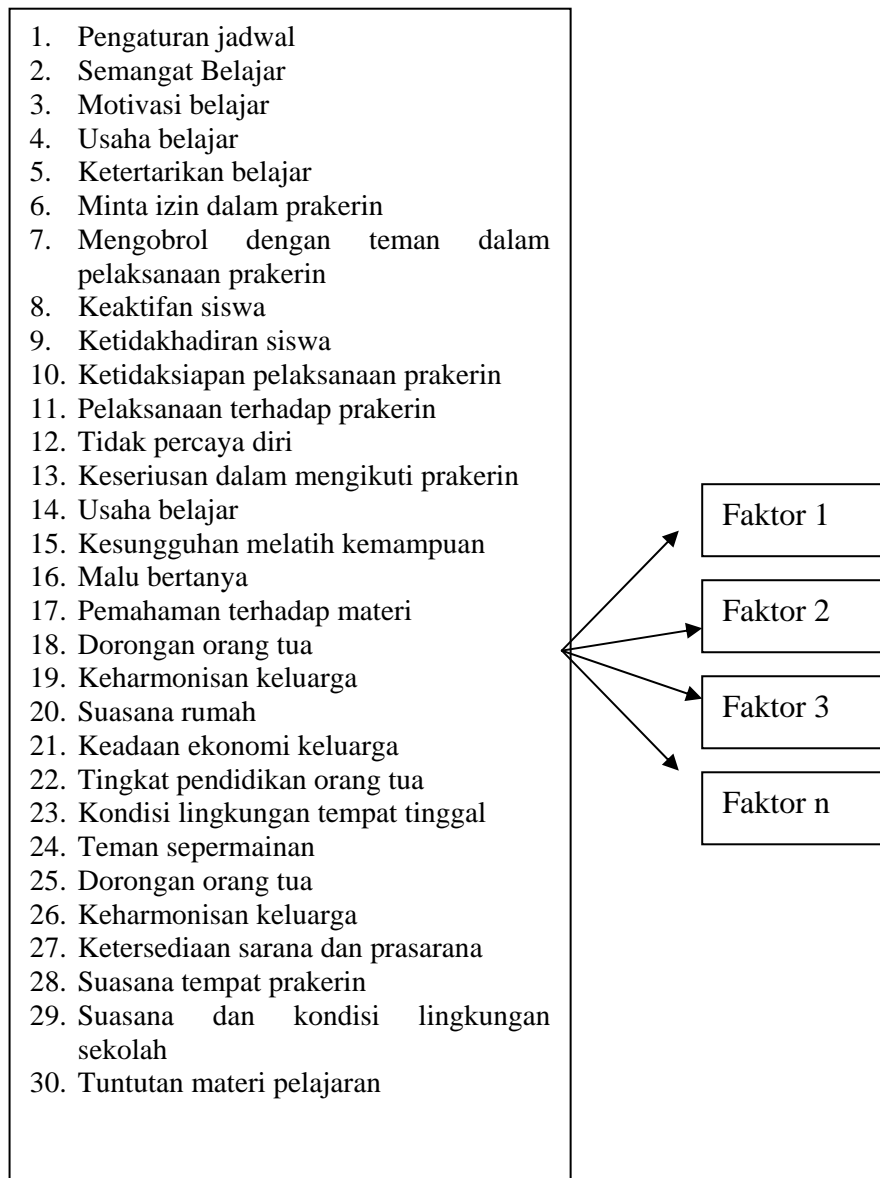 1. Pengaturan jadwal
2. Semangat Belajar
3. Motivasi belajar
4. Usaha belajar
5. Ketertarikan belajar
6. Minta izin dalam prakerin
7. Mengobrol dengan teman dalam
pelaksanaan prakerin
8. Keaktifan siswa
9. Ketidakhadiran siswa
10. Ketidaksiapan pelaksanaan prakerin
11. Pelaksanaan terhadap prakerin
12. Tidak percaya diri
13. Keseriusan dalam mengikuti prakerin
14. Usaha belajar
15. Kesungguhan melatih kemampuan
16. Malu bertanya
17. Pemahaman terhadap materi
18. Dorongan orang tua
19. Keharmonisan keluarga
20. Suasana rumah
21. Keadaan ekonomi keluarga
22. Tingkat pendidikan orang tua
23. Kondisi lingkungan tempat tinggal
24. Teman sepermainan
25. Dorongan orang tua
26. Keharmonisan keluarga
27. Ketersediaan sarana dan prasarana
28. Suasana tempat prakerin
29. Suasana dan kondisi lingkungan
sekolah
30. Tuntutan materi pelajaran
Faktor 1
Faktor 2
Faktor 3
Faktor n